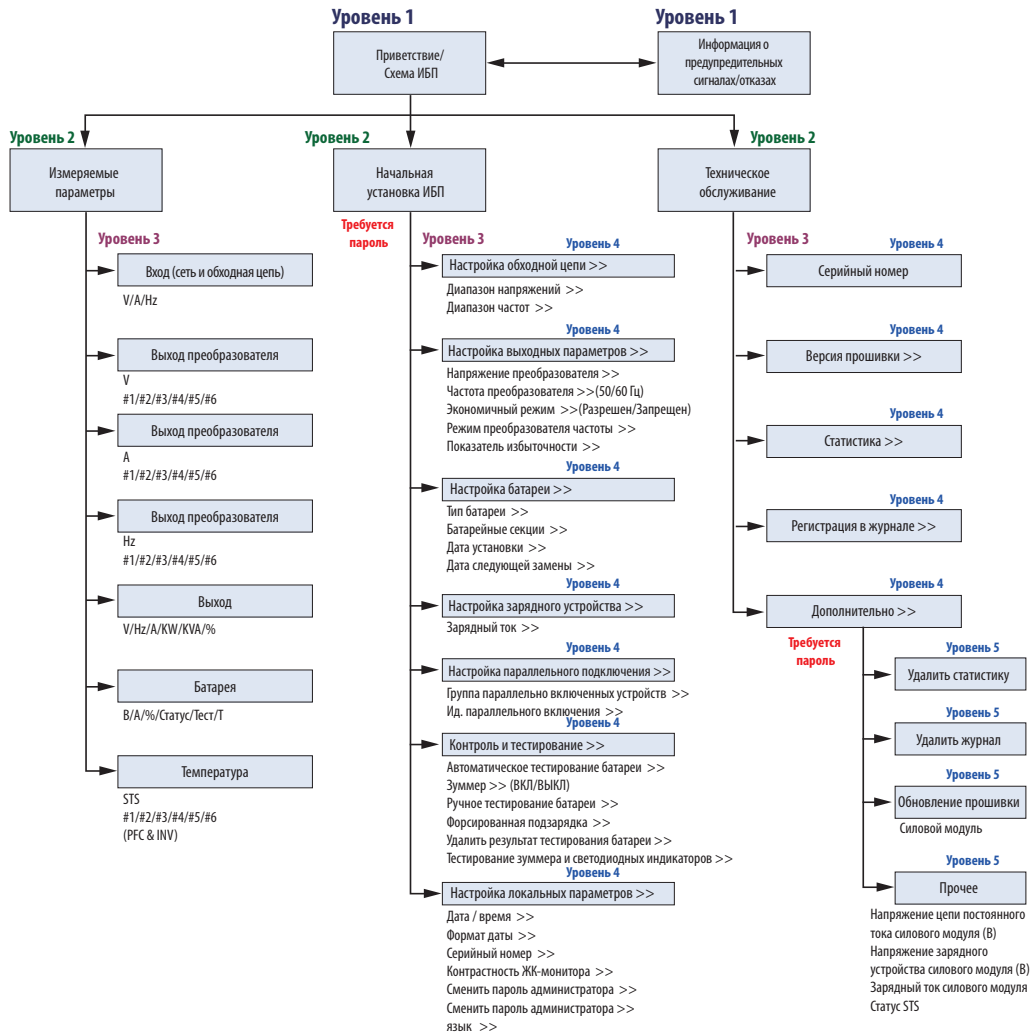 Уровень 1
Приветствие/
Схема ИБП
Уровень 1
Информация о
предупредительных
сигналах/отказах
Уровень 2
Измеряемые
параметры
Уровень 3
Вход (сеть и обходная цепь)
V/A/Hz
Выход преобразователя
V
#1/#2/#3/#4/#5/#6
Выход преобразователя
A
#1/#2/#3/#4/#5/#6
Выход преобразователя
Hz
#1/#2/#3/#4/#5/#6
Выход
V/Hz/A/KW/KVA/%
Батарея
В/А/%/Статус/Тест/Т
Температура
STS
#1/#2/#3/#4/#5/#6
(PFC & INV)
Уровень 2
Начальная
установка ИБП
Требуется
пароль
Уровень 3
Уровень 4
Настройка обходной цепи >>
Диапазон напряжений >>
Диапазон частот >>
Уровень 4
Настройка выходных параметров >>
Напряжение преобразователя >>
Частота преобразователя >>(50/60 Гц)
Экономичный режим >>(Разрешен/Запрещен)
Режим преобразователя частоты >>
Показатель избыточности >>
Уровень 4
Настройка батареи >>
Тип батареи >>
Батарейные секции >>
Дата установки >>
Дата следующей замены >>
Уровень 4
Настройка зарядного устройства >>
Зарядный ток >>
Уровень 4
Настройка параллельного подключения >>
Группа параллельно включенных устройств >>
Ид. параллельного включения >>
Уровень 4
Контроль и тестирование >>
Автоматическое тестирование батареи >>
Зуммер >> (ВКЛ/ВЫКЛ)
Ручное тестирование батареи >>
Форсированная подзарядка >>
Удалить результат тестирования батареи >>
Тестирование зуммера и светодиодных индикаторов >>
Уровень 4
Настройка локальных параметров >>
Дата / время >>
Формат даты >>
Серийный номер >>
Контрастность ЖК-монитора >>
Сменить пароль администратора >>
Сменить пароль администратора >>
язык >>
Уровень 2
Техническое
обслуживание
Уровень 3
Уровень 4
Серийный номер
Уровень 4
Версия прошивки >>
Уровень 4
Статистика >>
Уровень 4
Регистрация в журнале >>
Уровень 4
Дополнительно >>
Требуется
пароль
Уровень 5
Удалить статистику
Уровень 5
Удалить журнал
Уровень 5
Обновление прошивки
Силовой модуль
Уровень 5
Прочее
Напряжение цепи постоянного
тока силового модуля (В)
Напряжение зарядного
устройства силового модуля (В)
Зарядный ток силового модуля
Статус STS